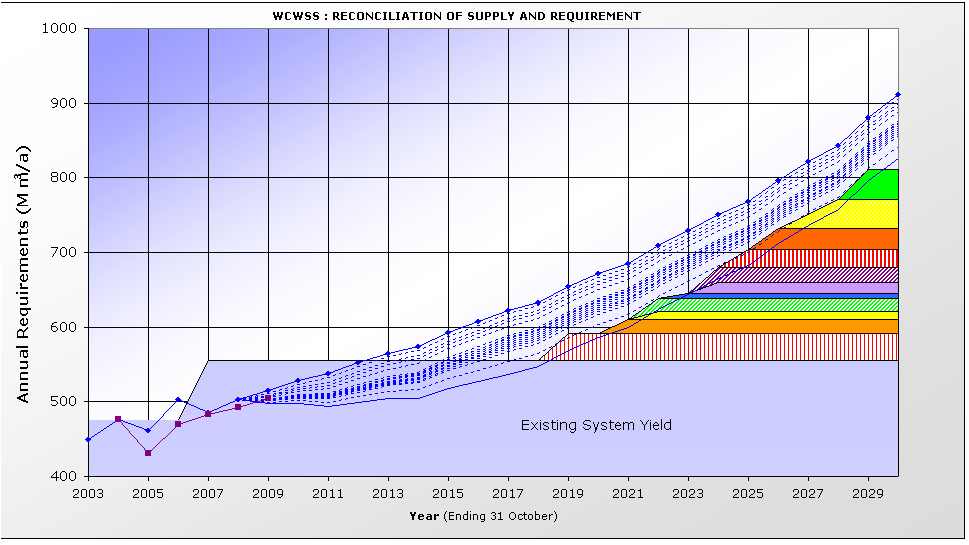 WCWSS : RECONCILIATION OF SUPPLY AND REQUIREMENT
1000
900
800
700
600
500
400
Annual Requirements (M m³/a)
Existing System Yield
2003 2005 2007 2009 2011 2013 2015 2017 2019 2021 2023 2025 2027 2029
Year (Ending 31 October)